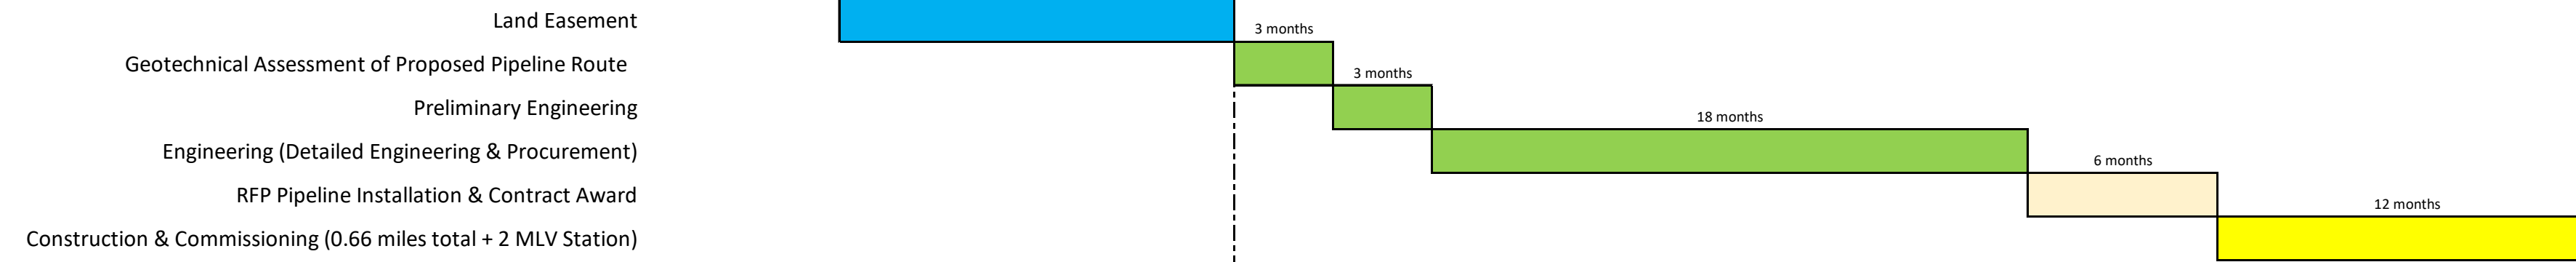 Land Easement
3 months
Geotechnical Assessment of Proposed Pipeline Route
3 months
Preliminary Engineering
18 months
Engineering (Detailed Engineering & Procurement)
6 months
RFP Pipeline Installation & Contract Award
12 months
Construction & Commissioning (0.66 miles total + 2 MLV Station)